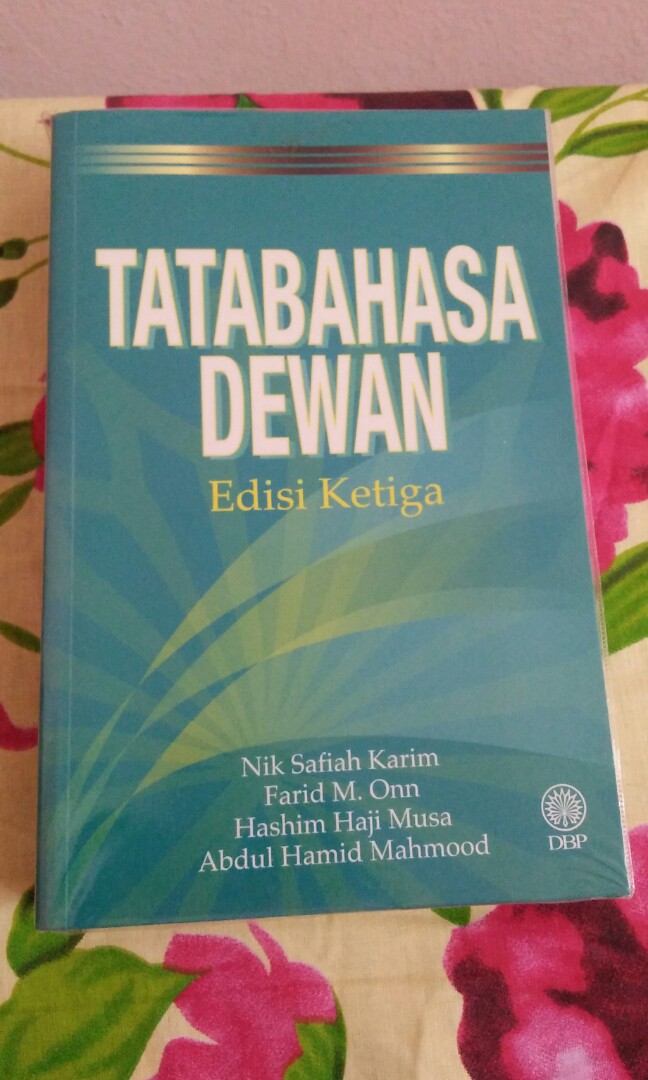 TATABAHASA
DEWAN
Edisi Ketiga
Nik Safiah Karim
Farid M. Onn
Hashim Haji Musa
Abdul Hamid Mahmood
DBP